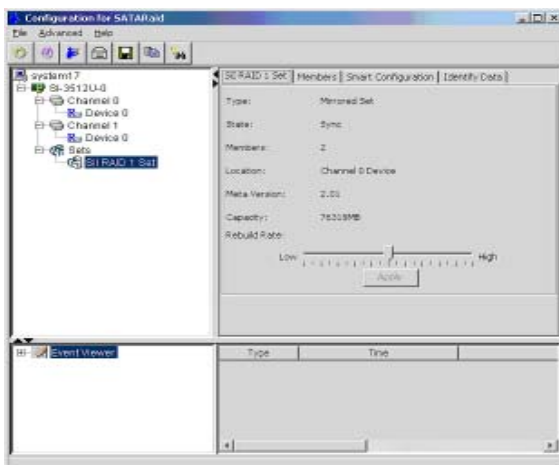 Configuration for SATARaid
File Advanced Help
system17
SI-3512U-0
Channel 0
Device 0
Channel 1
Device 0
Sets
SII RAID 1 Set
SII RAID 1 Set Members Smart Configuration Identify Data
Type: Mirrored Set
State: Sync
Members: 2
Location: Channel 0 Device
Meta Version: 2.01
Capacity: 76319MB
Rebuild Rate:
Low High
Apply
Event Viewer
Type Time